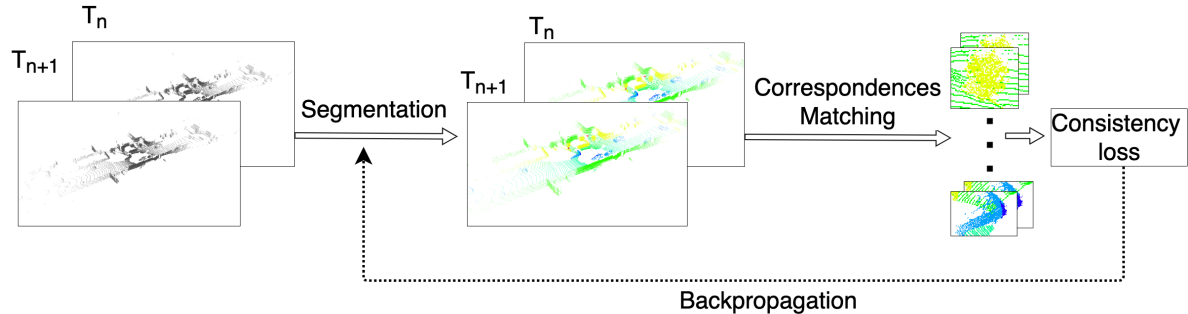 Tn
Tn+1
Segmentation
Tn
Tn+1
Correspondences
Matching
Consistency
loss
Backpropagation